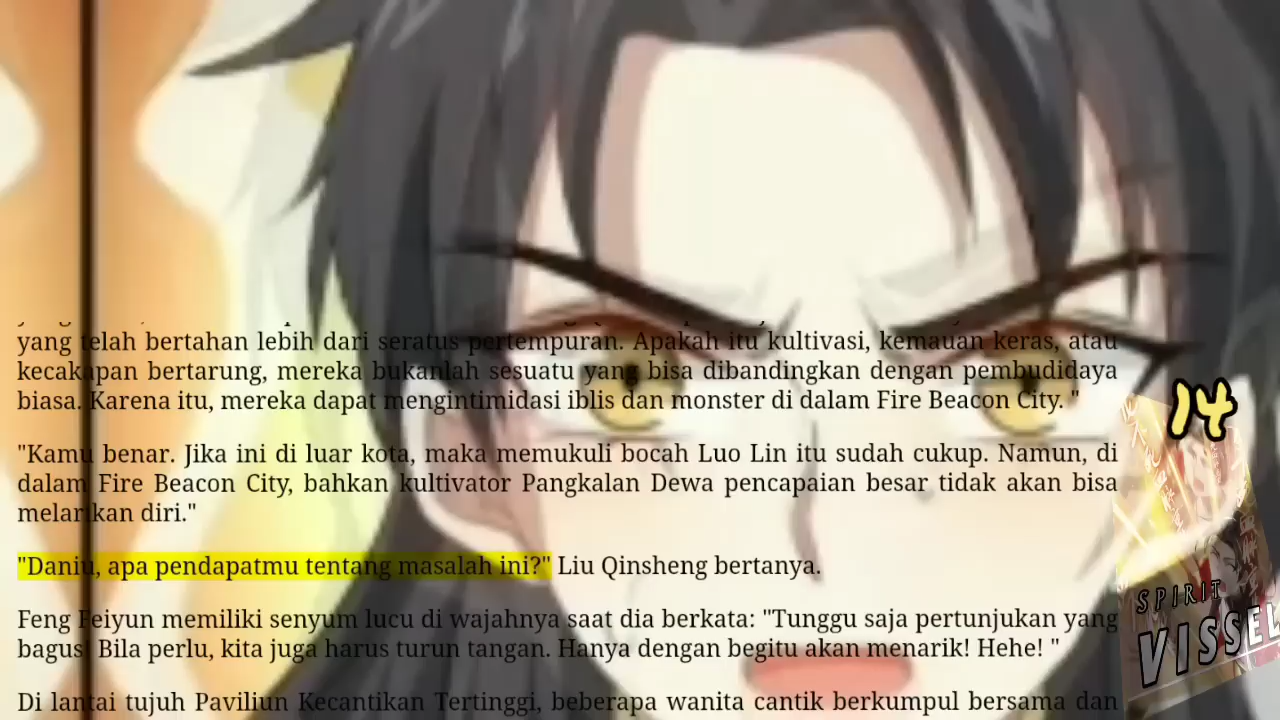 yang telah bertahan lebih dari seratus pertempuran. Apakah itu kultivasi, kemauan keras, atau
kecakapan bertarung, mereka bukanlah sesuatu yang bisa dibandingkan dengan pembudidaya
biasa. Karena itu, mereka dapat mengintimidasi iblis dan monster di dalam Fire Beacon City. "
"Kamu benar. Jika ini di luar kota, maka memukuli bocah Luo Lin itu sudah cukup. Namun, di
dalam Fire Beacon City, bahkan kultivator Pangkalan Dewa pencapaian besar tidak akan bisa
melarikan diri."
"Daniu, apa pendapatmu tentang masalah ini?" Liu Qinsheng bertanya.
Feng Feiyun memiliki senyum lucu di wajahnya saat dia berkata: "Tunggu saja pertunjukan yang
bagus! Bila perlu, kita juga harus turun tangan. Hanya dengan begitu akan menarik! Hehe! "
Di lantai tujuh Paviliun Kecantikan Tertinggi, beberapa wanita cantik berkumpul bersama dan
14
SPIRIT
VISSEL